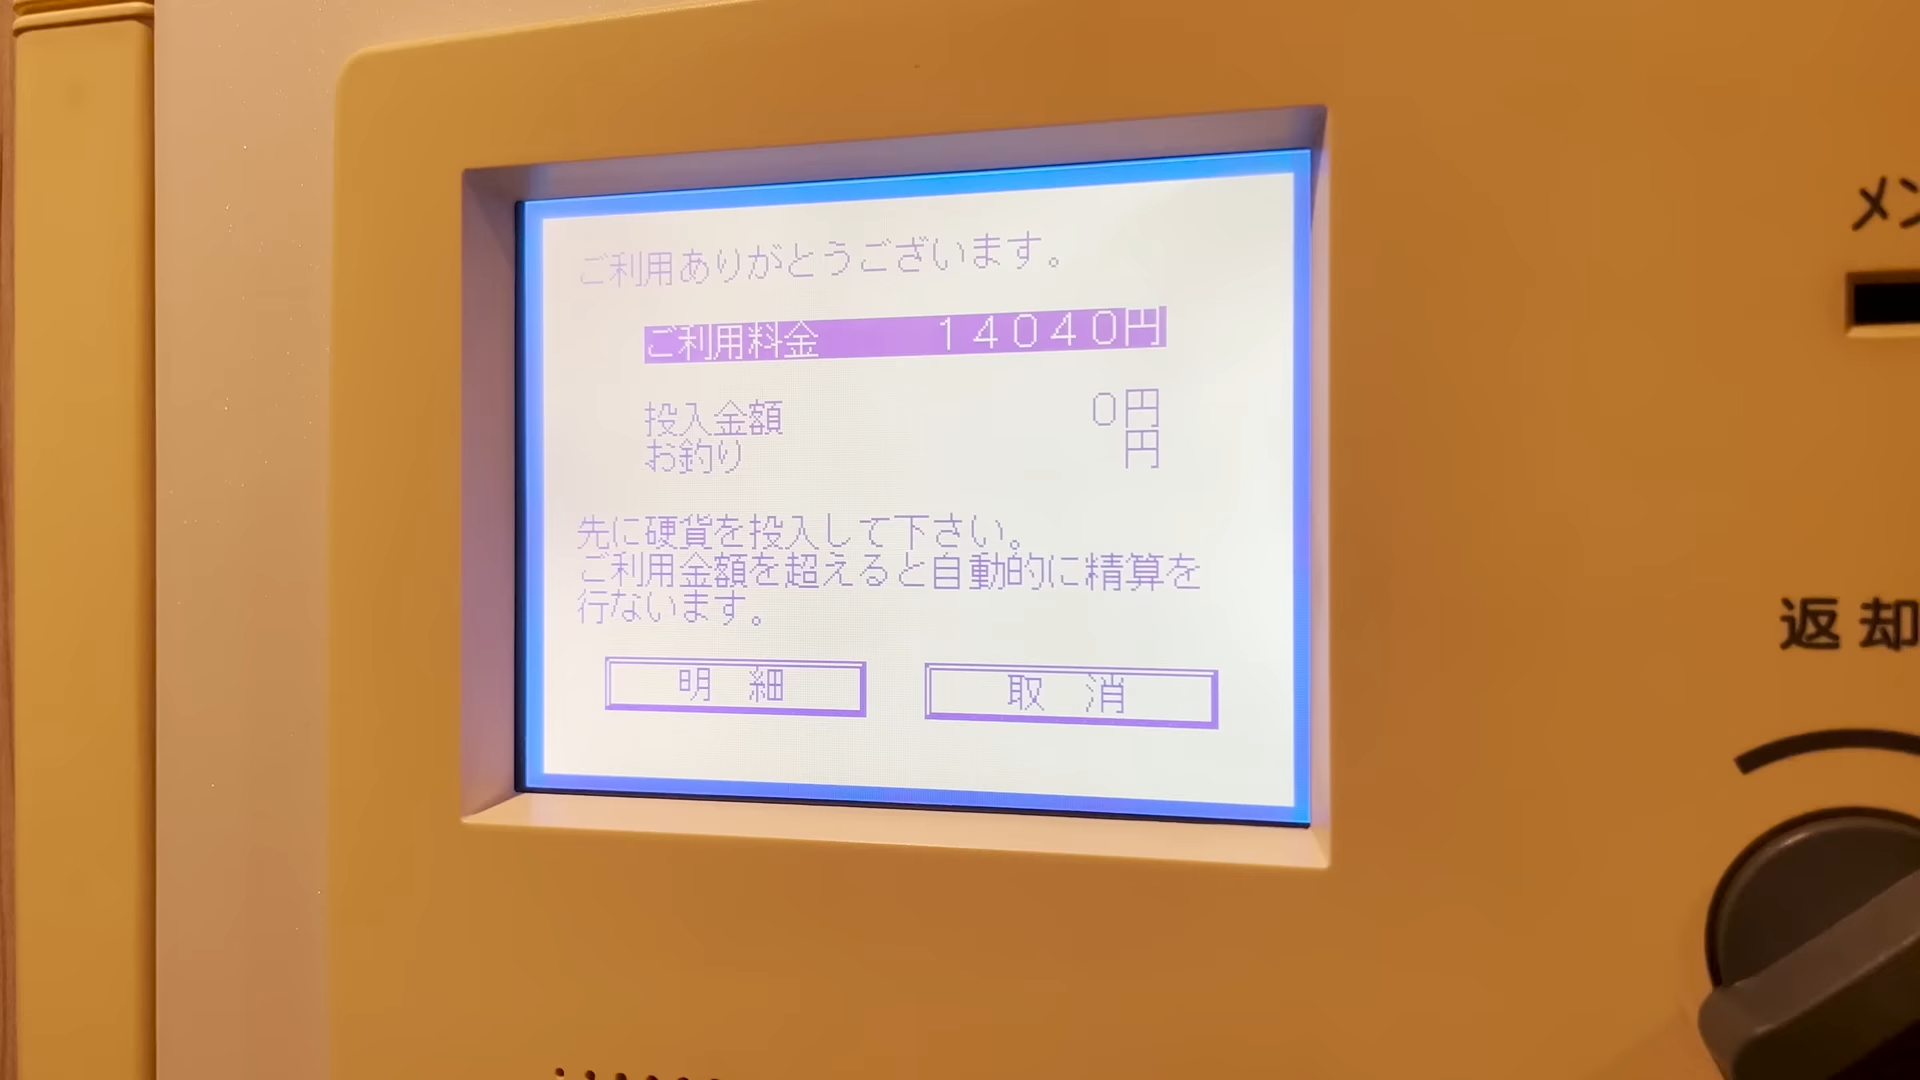 ご利用ありがとうございます。
ご利用料金 14040円
投入金額 0円
お釣り 円
先に硬貨を投入して下さい。
ご利用金額を超えると自動的に精算を
行ないます。
明 細 取 消
返却